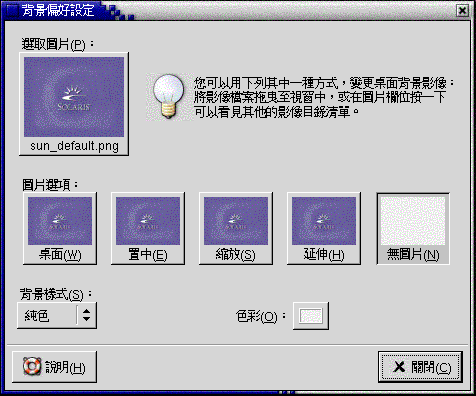 背景偏好設定
選取圖片(P)：
SOLARIS
sun_default.png
您可以用下列其中一種方式，變更桌面背景影像：
將影像檔案拖曳至視窗中，或在圖片欄位按一下
可以看見其他的影像目錄清單。
圖片選項：
桌面(W) 置中(E) 縮放(S) 延伸(H) 無圖片(N)
背景樣式(S)：
純色 色彩(O)：
說明(H) 關閉(C)